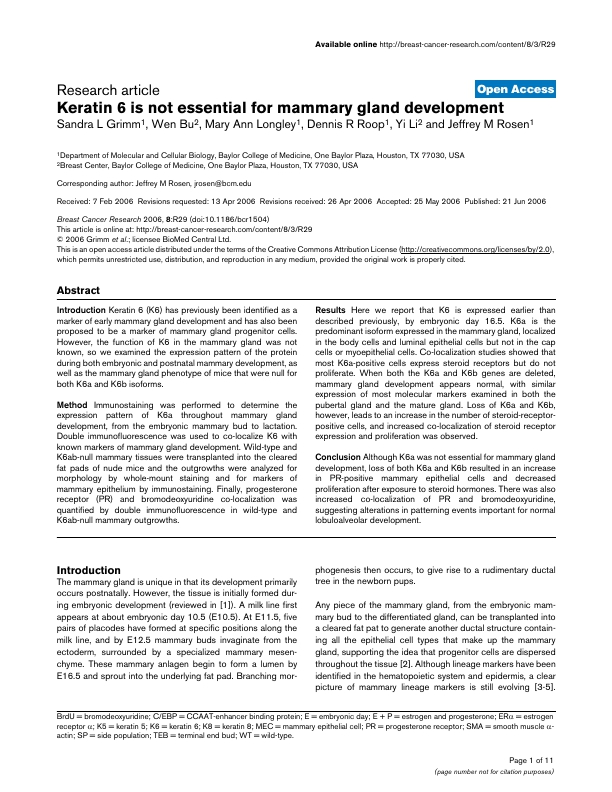 Available online http://breast-cancer-research.com/content/8/3/R29
Research article
Open Access
Keratin 6 is not essential for mammary gland development
Sandra L Grimm¹, Wen Bu², Mary Ann Longley¹, Dennis R Roop¹, Yi Li² and Jeffrey M Rosen¹
¹Department of Molecular and Cellular Biology, Baylor College of Medicine, One Baylor Plaza, Houston, TX 77030, USA
²Breast Center, Baylor College of Medicine, One Baylor Plaza, Houston, TX 77030, USA
Corresponding author: Jeffrey M Rosen, jrosen@bcm.edu
Received: 7 Feb 2006 Revisions requested: 13 Apr 2006 Revisions received: 26 Apr 2006 Accepted: 25 May 2006 Published: 21 Jun 2006
Breast Cancer Research 2006, 8:R29 (doi:10.1186/bcr1504)
This article is online at: http://breast-cancer-research.com/content/8/3/R29
© 2006 Grimm et al.; licensee BioMed Central Ltd.
This is an open access article distributed under the terms of the Creative Commons Attribution License (http://creativecommons.org/licenses/by/2.0),
which permits unrestricted use, distribution, and reproduction in any medium, provided the original work is properly cited.
Abstract
Introduction Keratin 6 (K6) has previously been identified as a
marker of early mammary gland development and has also been
proposed to be a marker of mammary gland progenitor cells.
However, the function of K6 in the mammary gland was not
known, so we examined the expression pattern of the protein
during both embryonic and postnatal mammary development, as
well as the mammary gland phenotype of mice that were null for
both K6a and K6b isoforms.
Method Immunostaining was performed to determine the
expression pattern of K6a throughout mammary gland
development, from the embryonic mammary bud to lactation.
Double immunofluorescence was used to co-localize K6 with
known markers of mammary gland development. Wild-type and
K6ab-null mammary tissues were transplanted into the cleared
fat pads of nude mice and the outgrowths were analyzed for
morphology by whole-mount staining and for markers of
mammary epithelium by immunostaining. Finally, progesterone
receptor (PR) and bromodeoxyuridine co-localization was
quantified by double immunofluorescence in wild-type and
K6ab-null mammary outgrowths.
Results Here we report that K6 is expressed earlier than
described previously, by embryonic day 16.5. K6a is the
predominant isoform expressed in the mammary gland, localized
in the body cells and luminal epithelial cells but not in the cap
cells or myoepithelial cells. Co-localization studies showed that
most K6a-positive cells express steroid receptors but do not
proliferate. When both the K6a and K6b genes are deleted,
mammary gland development appears normal, with similar
expression of most molecular markers examined in both the
pubertal gland and the mature gland. Loss of K6a and K6b,
however, leads to an increase in the number of steroid-receptor-
positive cells, and increased co-localization of steroid receptor
expression and proliferation was observed.
Conclusion Although K6a was not essential for mammary gland
development, loss of both K6a and K6b resulted in an increase
in PR-positive mammary epithelial cells and decreased
proliferation after exposure to steroid hormones. There was also
increased co-localization of PR and bromodeoxyuridine,
suggesting alterations in patterning events important for normal
lobuloalveolar development.
Introduction
The mammary gland is unique in that its development primarily
occurs postnatally. However, the tissue is initially formed dur-
ing embryonic development (reviewed in [1]). A milk line first
appears at about embryonic day 10.5 (E10.5). At E11.5, five
pairs of placodes have formed at specific positions along the
milk line, and by E12.5 mammary buds invaginate from the
ectoderm, surrounded by a specialized mammary mesen-
chyme. These mammary anlagen begin to form a lumen by
E16.5 and sprout into the underlying fat pad. Branching mor-
phogenesis then occurs, to give rise to a rudimentary ductal
tree in the newborn pups.
Any piece of the mammary gland, from the embryonic mam-
mary bud to the differentiated gland, can be transplanted into
a cleared fat pat to generate another ductal structure contain-
ing all the epithelial cell types that make up the mammary
gland, supporting the idea that progenitor cells are dispersed
throughout the tissue [2]. Although lineage markers have been
identified in the hematopoietic system and epidermis, a clear
picture of mammary lineage markers is still evolving [3-5].
BrdU = bromodeoxyuridine; C/EBP = CCAAT-enhancer binding protein; E = embryonic day; E + P = estrogen and progesterone; ERα = estrogen
receptor α; K5 = keratin 5; K6 = keratin 6; K8 = keratin 8; MEC = mammary epithelial cell; PR = progesterone receptor; SMA = smooth muscle α-
actin; SP = side population; TEB = terminal end bud; WT = wild-type.
Page 1 of 11
(page number not for citation purposes)